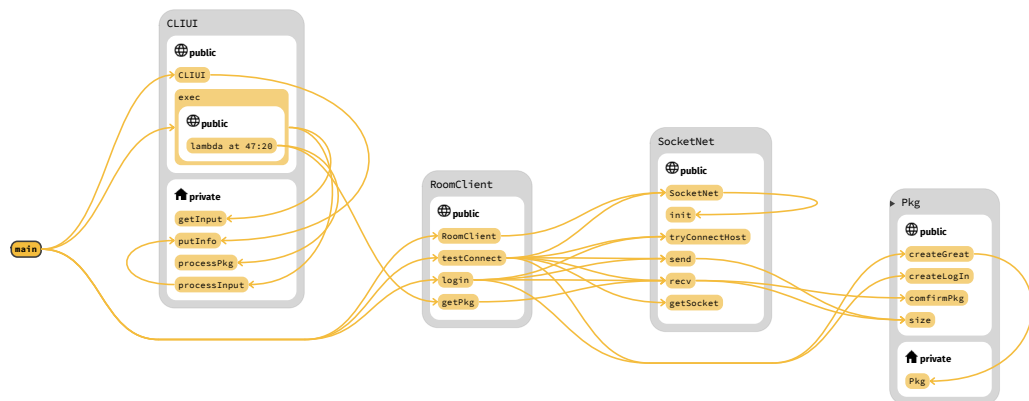 main
CLIUI
public
CLIUI
exec
public
lambda at 47:20
private
getInput
putInfo
processPkg
processInput
RoomClient
public
RoomClient
testConnect
login
getPkg
SocketNet
public
SocketNet
init
tryConnectHost
send
recv
getSocket
Pkg
public
createGreat
createLogIn
comfirmPkg
size
private
Pkg